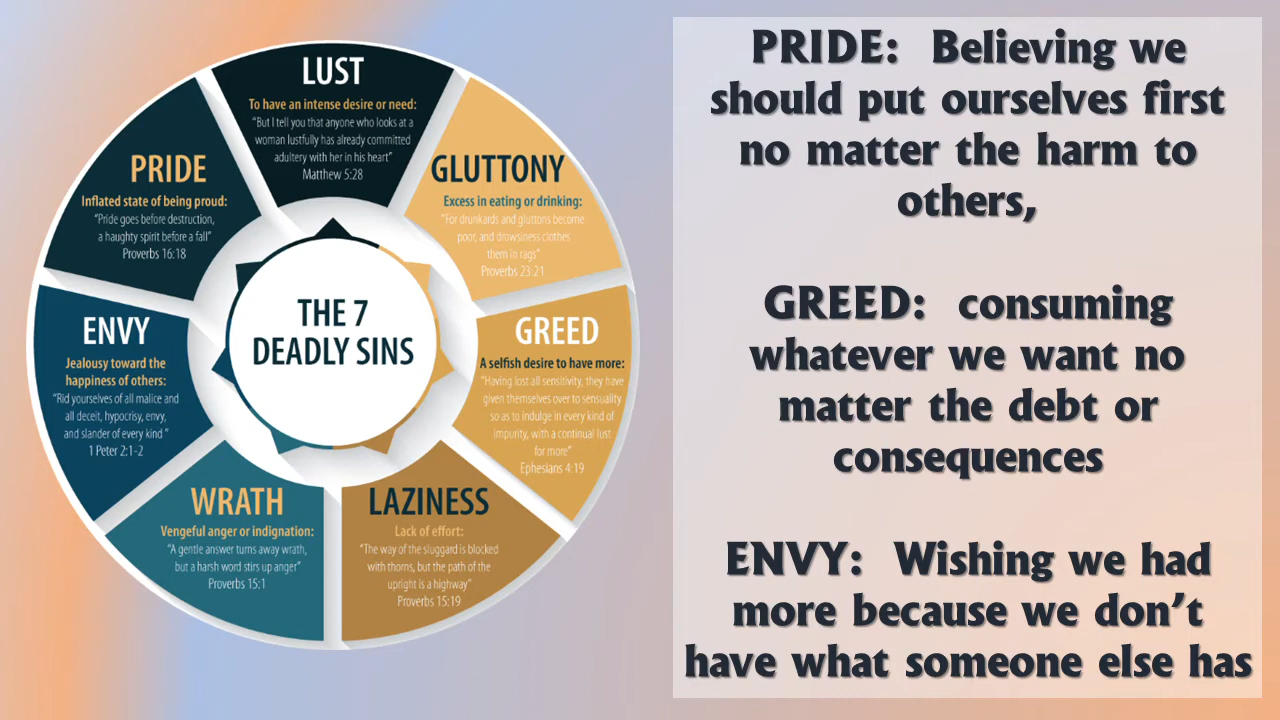 LUST
To have an intense desire or need:
"But I tell you that anyone who looks at a
woman lustfully has already committed
adultery with her in his heart"
Matthew 5:28
GLUTTONY
Excess in eating or drinking:
"For drunkards and gluttons become
poor, and drowsiness clothes
them in rags"
Proverbs 23:21
GREED
A selfish desire to have more:
"Having lost all sensitivity, they have
given themselves over to sensuality
so as to indulge in every kind of
impurity, with a continual lust
for more"
Ephesians 4:19
LAZINESS
Lack of effort:
"The way of the sluggard is blocked
with thorns, but the path of the
upright is a highway"
Proverbs 15:19
WRATH
Vengeful anger or indignation:
"A gentle answer turns away wrath,
but a harsh word stirs up anger"
Proverbs 15:1
ENVY
Jealousy toward the
happiness of others:
"Rid yourselves of all malice and
all deceit, hypocrisy, envy,
and slander of every kind "
1 Peter 2:1-2
PRIDE
Inflated state of being proud:
"Pride goes before destruction,
a haughty spirit before a fall"
Proverbs 16:18
THE 7
DEADLY SINS
PRIDE: Believing we
should put ourselves first
no matter the harm to
others,
GREED: consuming
whatever we want no
matter the debt or
consequences
ENVY: Wishing we had
more because we don't
have what someone else has